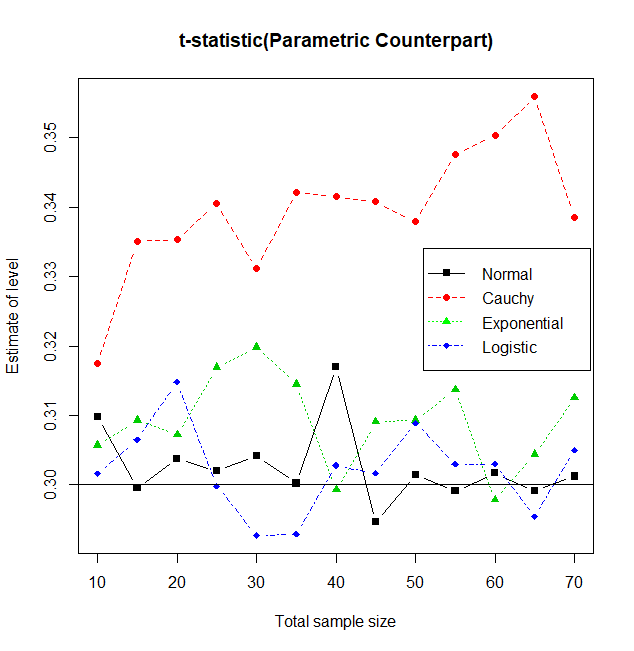 t-statistic(Parametric Counterpart)
Estimate of level
0.35
0.34
0.33
0.32
0.31
0.30
Normal
Cauchy
Exponential
Logistic
10 20 30 40 50 60 70
Total sample size